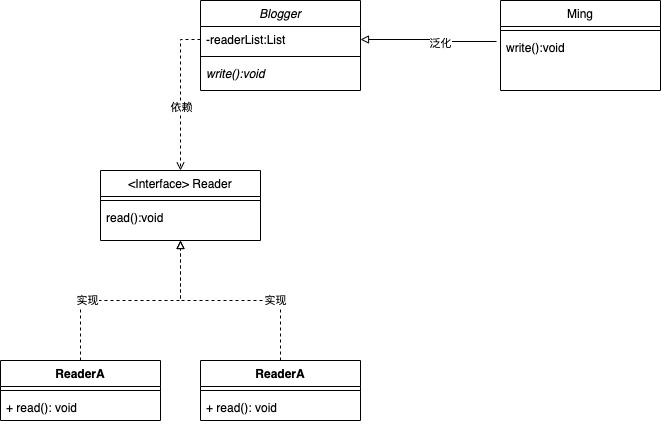 Blogger
-readerList:List
write():void
泛化
Ming
write():void
依赖
<Interface> Reader
read():void
实现
实现
ReaderA
+ read(): void
ReaderA
+ read(): void